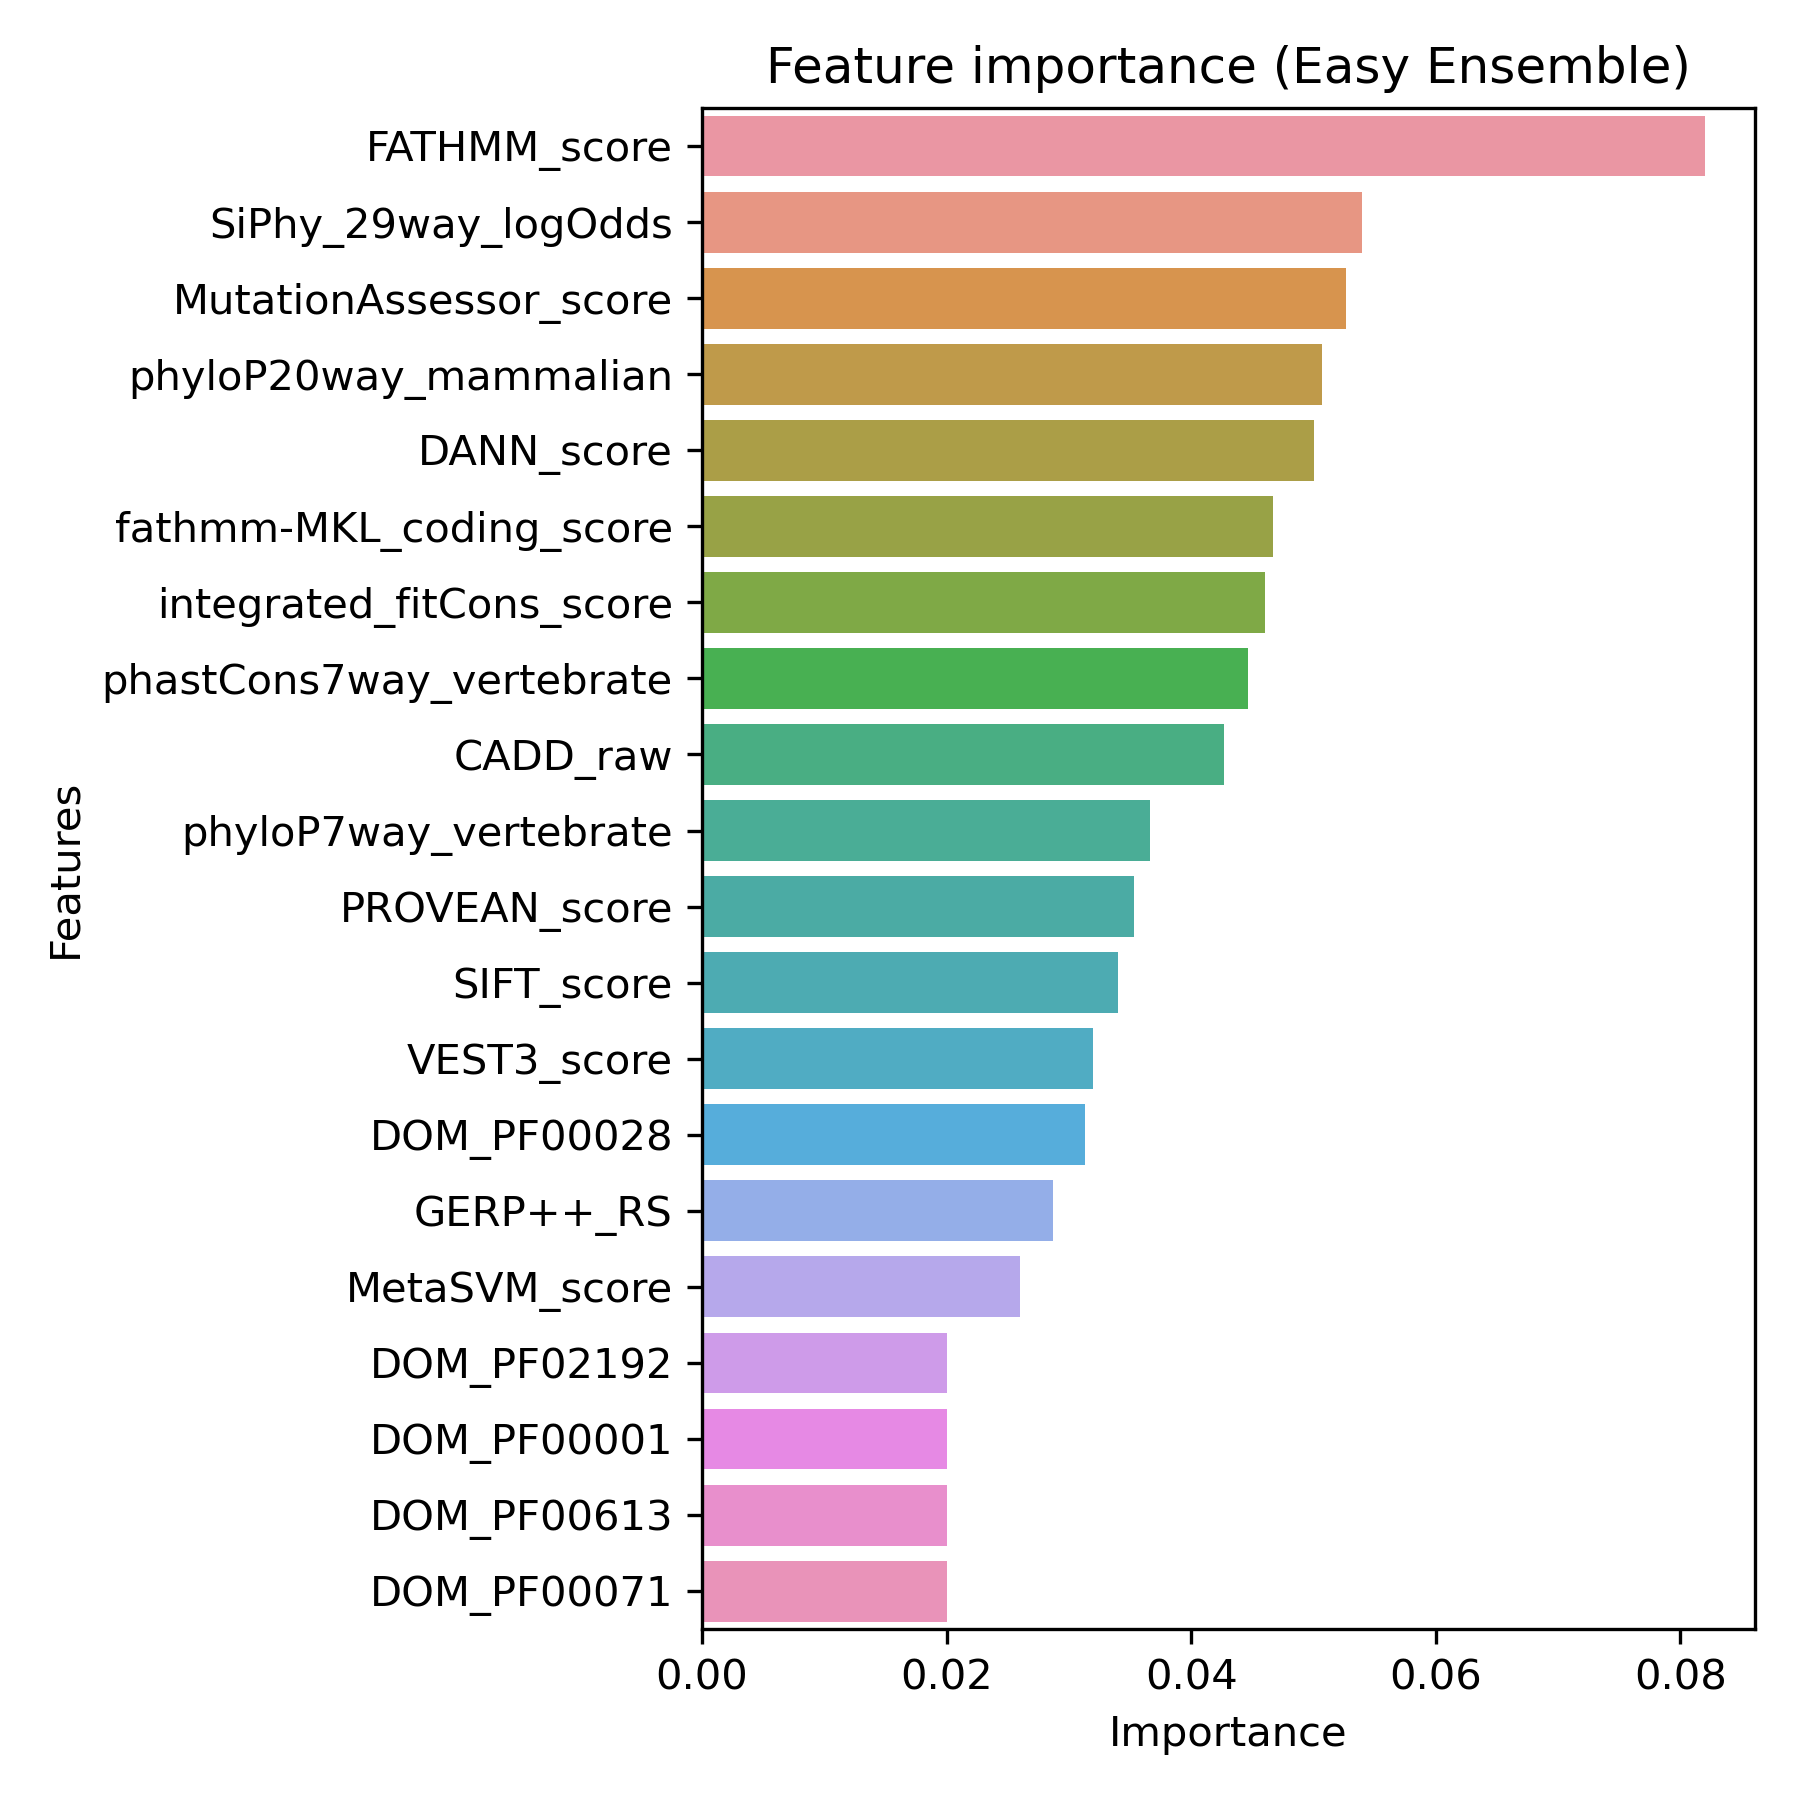 Feature importance (Easy Ensemble)
FATHMM_score
SiPhy_29way_logOdds
MutationAssessor_score
phyloP20way_mammalian
DANN_score
fathmm-MKL_coding_score
integrated_fitCons_score
phastCons7way_vertebrate
CADD_raw
phyloP7way_vertebrate
PROVEAN_score
SIFT_score
VEST3_score
DOM_PF00028
GERP++_RS
MetaSVM_score
DOM_PF02192
DOM_PF00001
DOM_PF00613
DOM_PF00071
Features
0.00 0.02 0.04 0.06 0.08
Importance